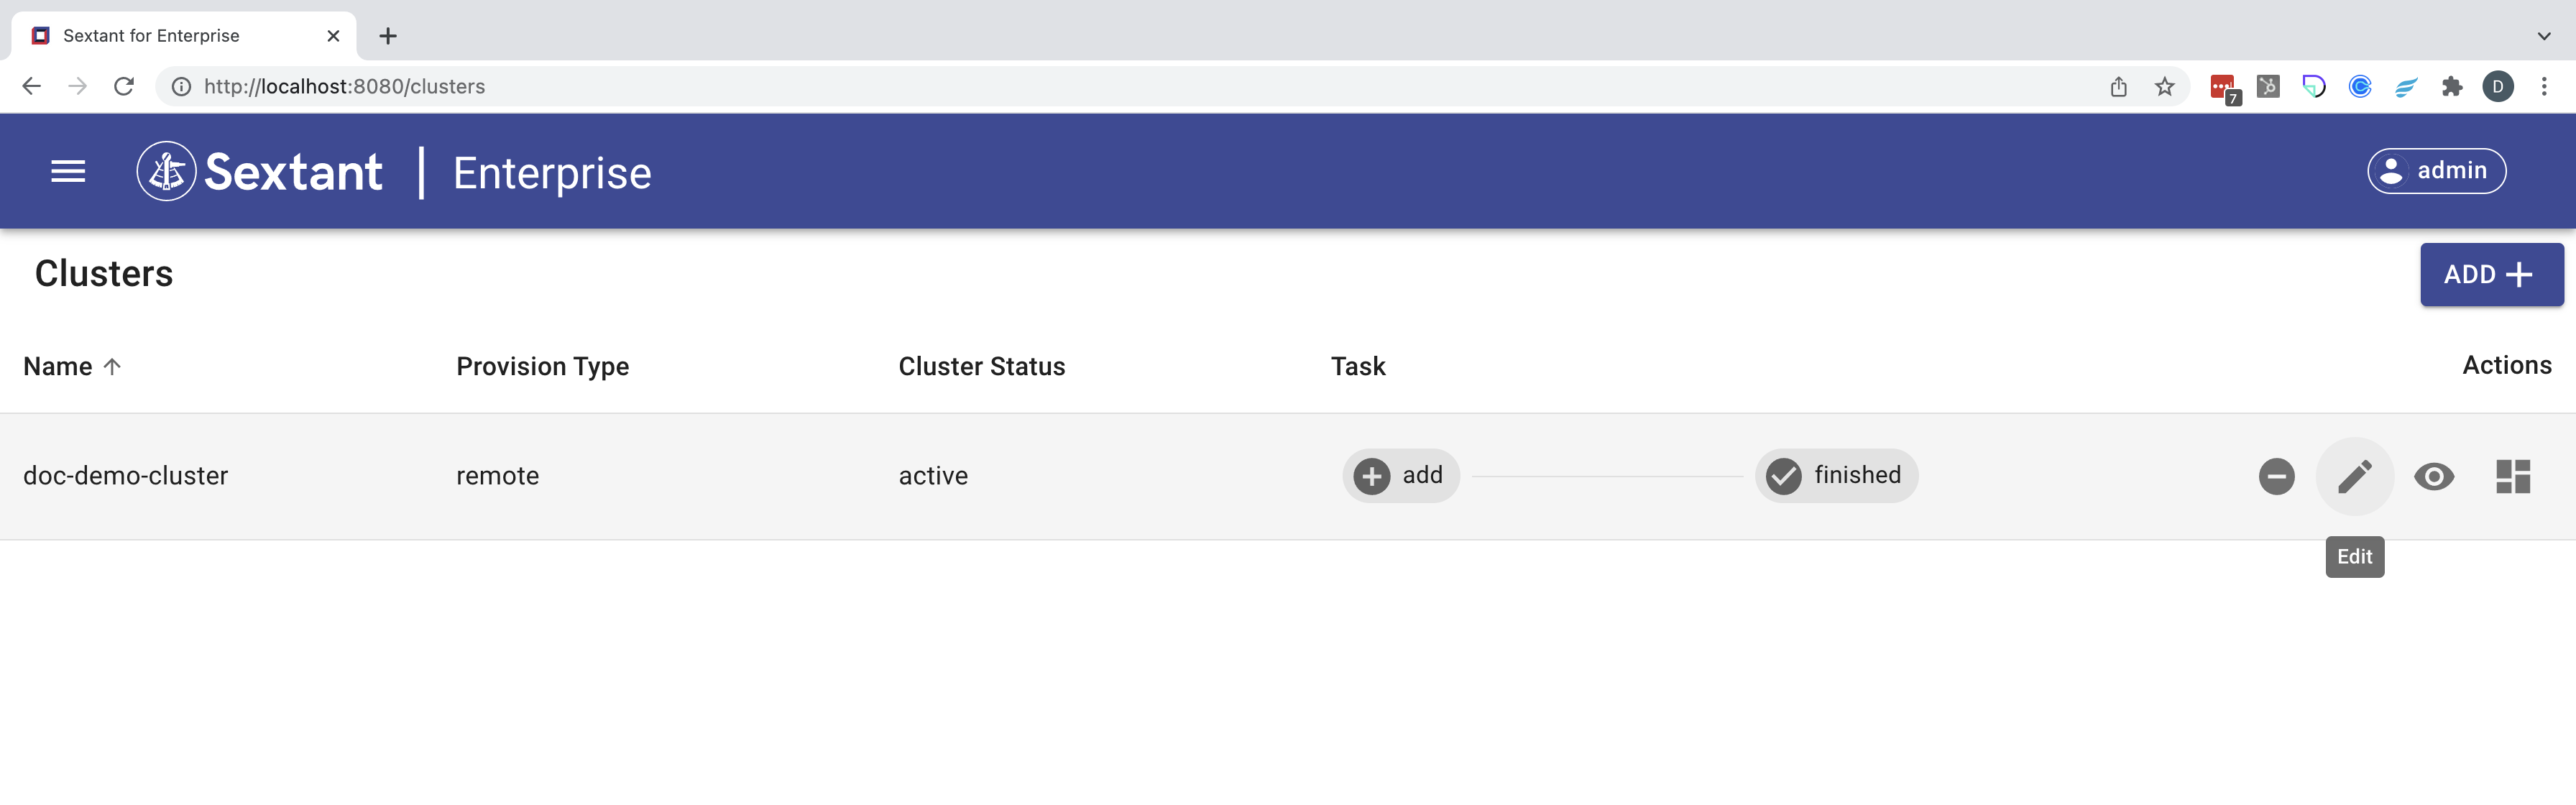 Sextant for Enterprise
http://localhost:8080/clusters
7
D
Sextant | Enterprise
admin
Clusters
ADD
Name Provision Type Cluster Status Task Actions
doc-demo-cluster remote active add finished
Edit